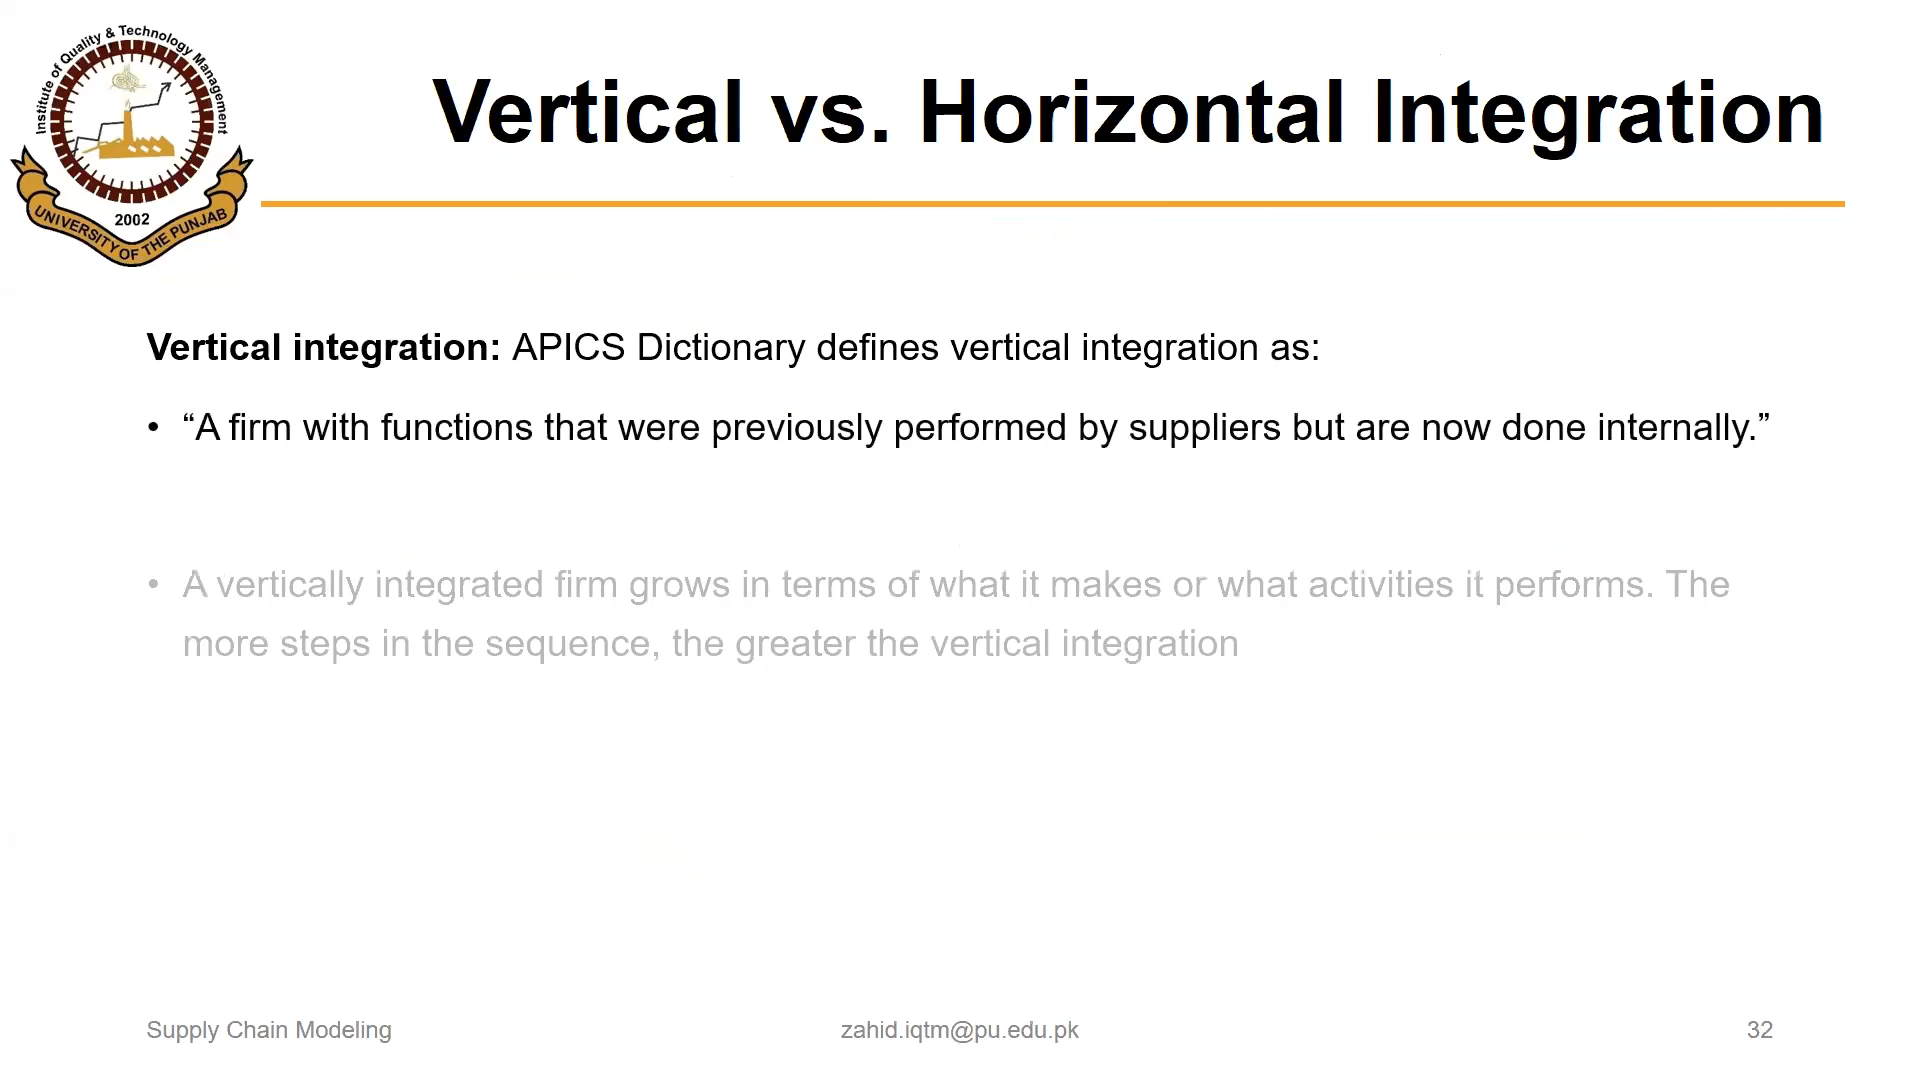 Institute of Quality & Technology Management
2002
UNIVERSITY OF THE PUNJAB
Vertical vs. Horizontal Integration
Vertical integration: APICS Dictionary defines vertical integration as:
• “A firm with functions that were previously performed by suppliers but are now done internally.”
• A vertically integrated firm grows in terms of what it makes or what activities it performs. The
more steps in the sequence, the greater the vertical integration
Supply Chain Modeling
zahid.iqtm@pu.edu.pk
32